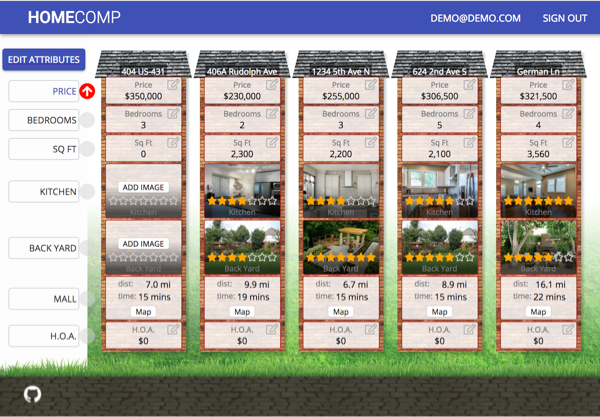 HOMECOMP
DEMO@DEMO.COM SIGN OUT
EDIT ATTRIBUTES
PRICE
BEDROOMS
SQ FT
KITCHEN
BACK YARD
MALL
H.O.A.
404 US-431
Price
$350,000
Bedrooms
3
Sq Ft
0
ADD IMAGE
Kitchen
ADD IMAGE
Back Yard
dist: 7.0 mi
time: 15 mins
Map
H.O.A.
$0
406A Rudolph Ave
Price
$230,000
Bedrooms
2
Sq Ft
2,300
Kitchen
Back Yard
dist: 9.9 mi
time: 19 mins
Map
H.O.A.
$0
1234 5th Ave N
Price
$255,000
Bedrooms
3
Sq Ft
2,200
Kitchen
Back Yard
dist: 6.7 mi
time: 15 mins
Map
H.O.A.
$0
624 2nd Ave S
Price
$306,500
Bedrooms
5
Sq Ft
2,100
Kitchen
Back Yard
dist: 8.9 mi
time: 15 mins
Map
H.O.A.
$0
German Ln
Price
$321,500
Bedrooms
4
Sq Ft
3,560
Kitchen
Back Yard
dist: 16.1 mi
time: 22 mins
Map
H.O.A.
$0